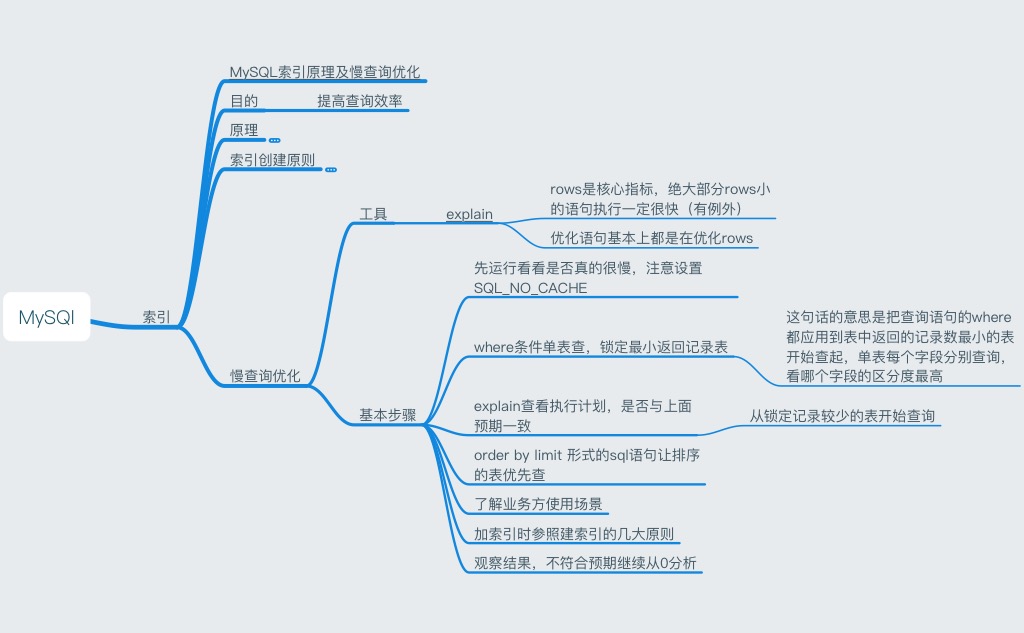 MySQL索引原理及慢查询优化
目的
提高查询效率
原理
索引创建原则
工具
explain
rows是核心指标，绝大部分rows小
的语句执行一定很快（有例外）
优化语句基本上都是在优化rows
MySQl
索引
慢查询优化
基本步骤
先运行看看是否真的很慢，注意设置
SQL_NO_CACHE
where条件单表查，锁定最小返回记录表
这句话的意思是把查询语句的where
都应用到表中返回的记录数最小的表
开始查起，单表每个字段分别查询，
看哪个字段的区分度最高
explain查看执行计划，是否与上面
预期一致
从锁定记录较少的表开始查询
order by limit 形式的sql语句让排序
的表优先查
了解业务方使用场景
加索引时参照建索引的几大原则
观察结果，不符合预期继续从0分析